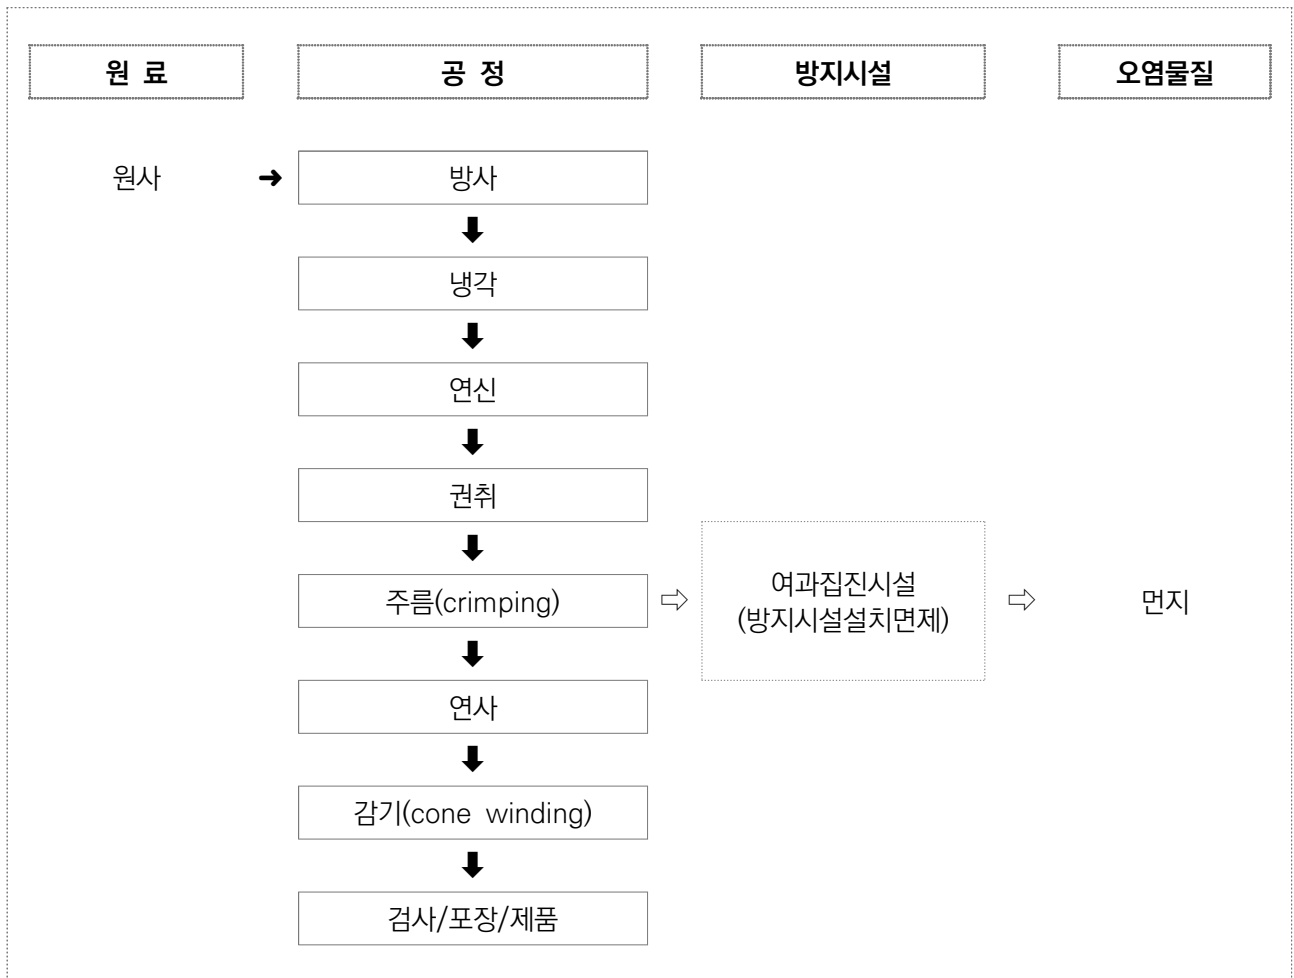 원 료
공 정
방지시설
오염물질
원사 ➜ 방사
냉각
연신
권취
주름(crimping) ⇨ 여과집진시설
(방지시설설치면제) ⇨ 먼지
연사
감기(cone winding)
검사/포장/제품